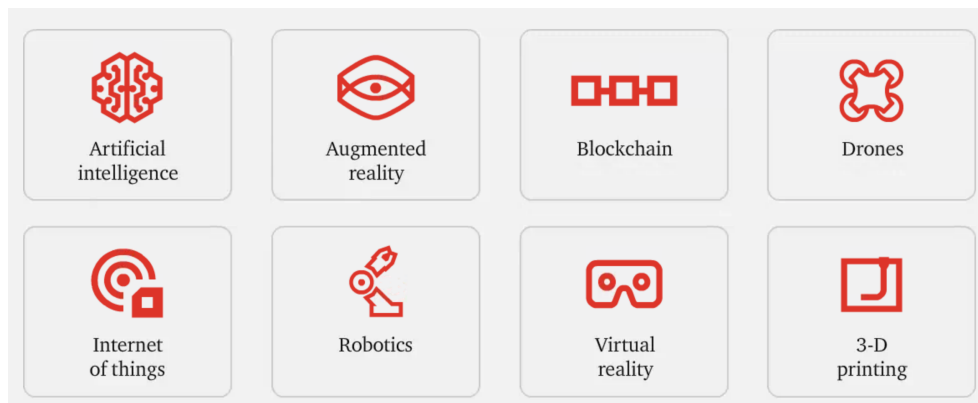 Artificial
intelligence
Augmented
reality
Blockchain
Drones
Internet
of things
Robotics
Virtual
reality
3-D
printing